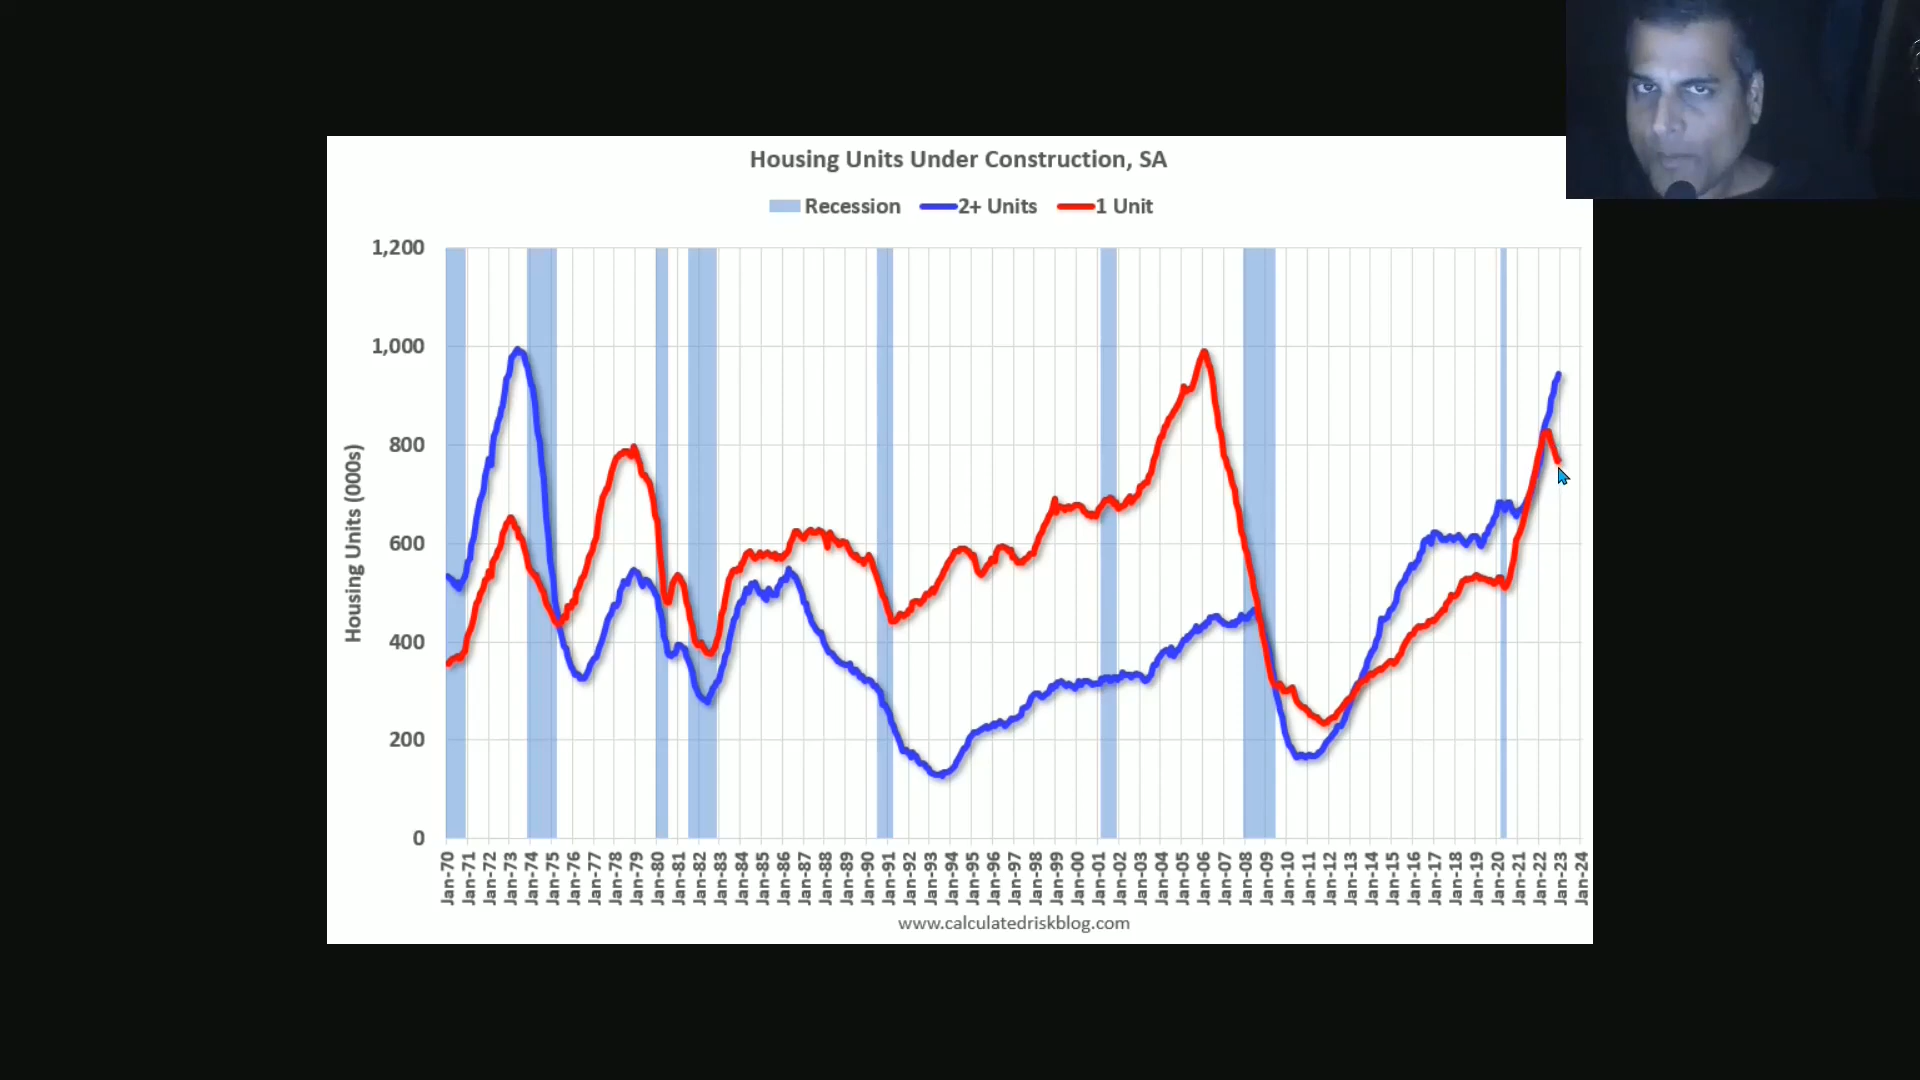 Housing Units Under Construction, SA
Recession 2+ Units 1 Unit
Housing Units (000s)
1,200
1,000
800
600
400
200
0
Jan-70 Jan-71 Jan-72 Jan-73 Jan-74 Jan-75 Jan-76 Jan-77 Jan-78 Jan-79 Jan-80 Jan-81 Jan-82 Jan-83 Jan-84 Jan-85 Jan-86 Jan-87 Jan-88 Jan-89 Jan-90 Jan-91 Jan-92 Jan-93 Jan-94 Jan-95 Jan-96 Jan-97 Jan-98 Jan-99 Jan-00 Jan-01 Jan-02 Jan-03 Jan-04 Jan-05 Jan-06 Jan-07 Jan-08 Jan-09 Jan-10 Jan-11 Jan-12 Jan-13 Jan-14 Jan-15 Jan-16 Jan-17 Jan-18 Jan-19 Jan-20 Jan-21 Jan-22 Jan-23 Jan-24
www.calculatedriskblog.com